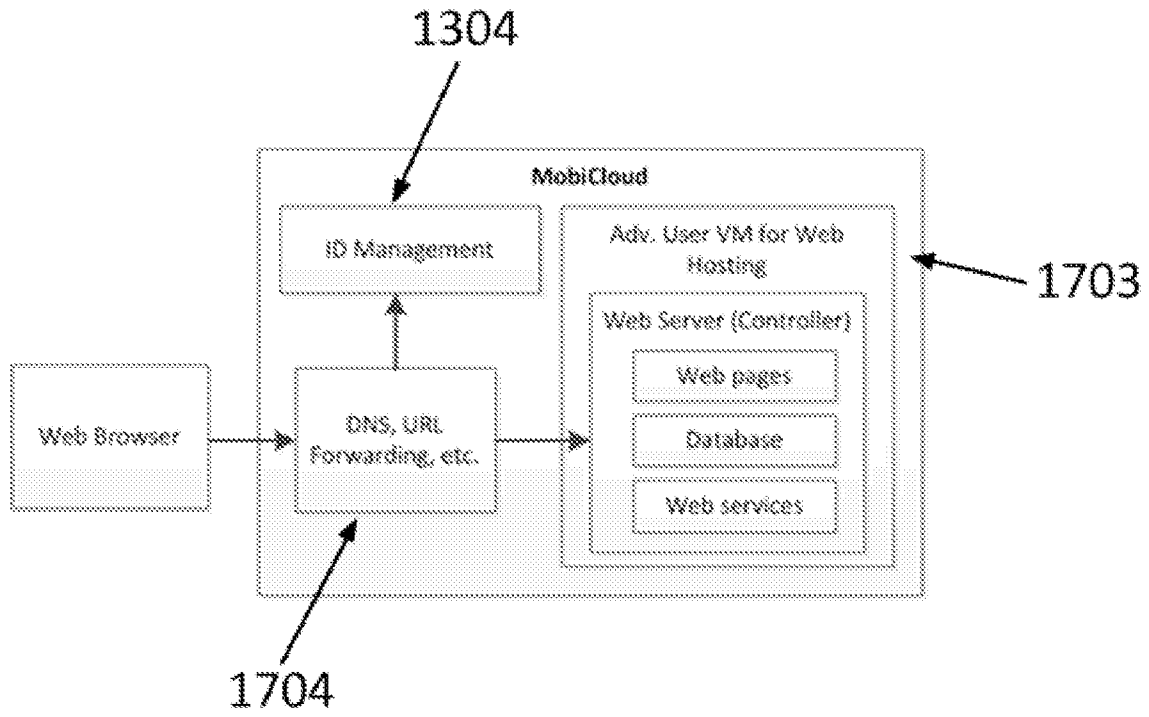 1304
MobiCloud
ID Management
Adv. User VM for Web
Hosting
1703
Web Server (Controller)
Web pages
Web Browser
DNS, URL
Forwarding, etc.
Database
Web services
1704